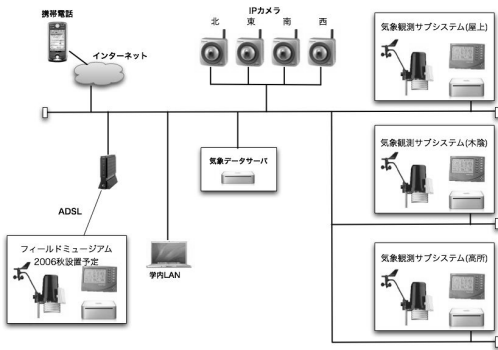 携帯電話
インターネット
IPカメラ
北 東 南 西
気象観測サブシステム(屋上)
気象データサーバ
気象観測サブシステム(木陰)
ADSL
フィールドミュージアム
2006秋設置予定
学内LAN
気象観測サブシステム(高所)